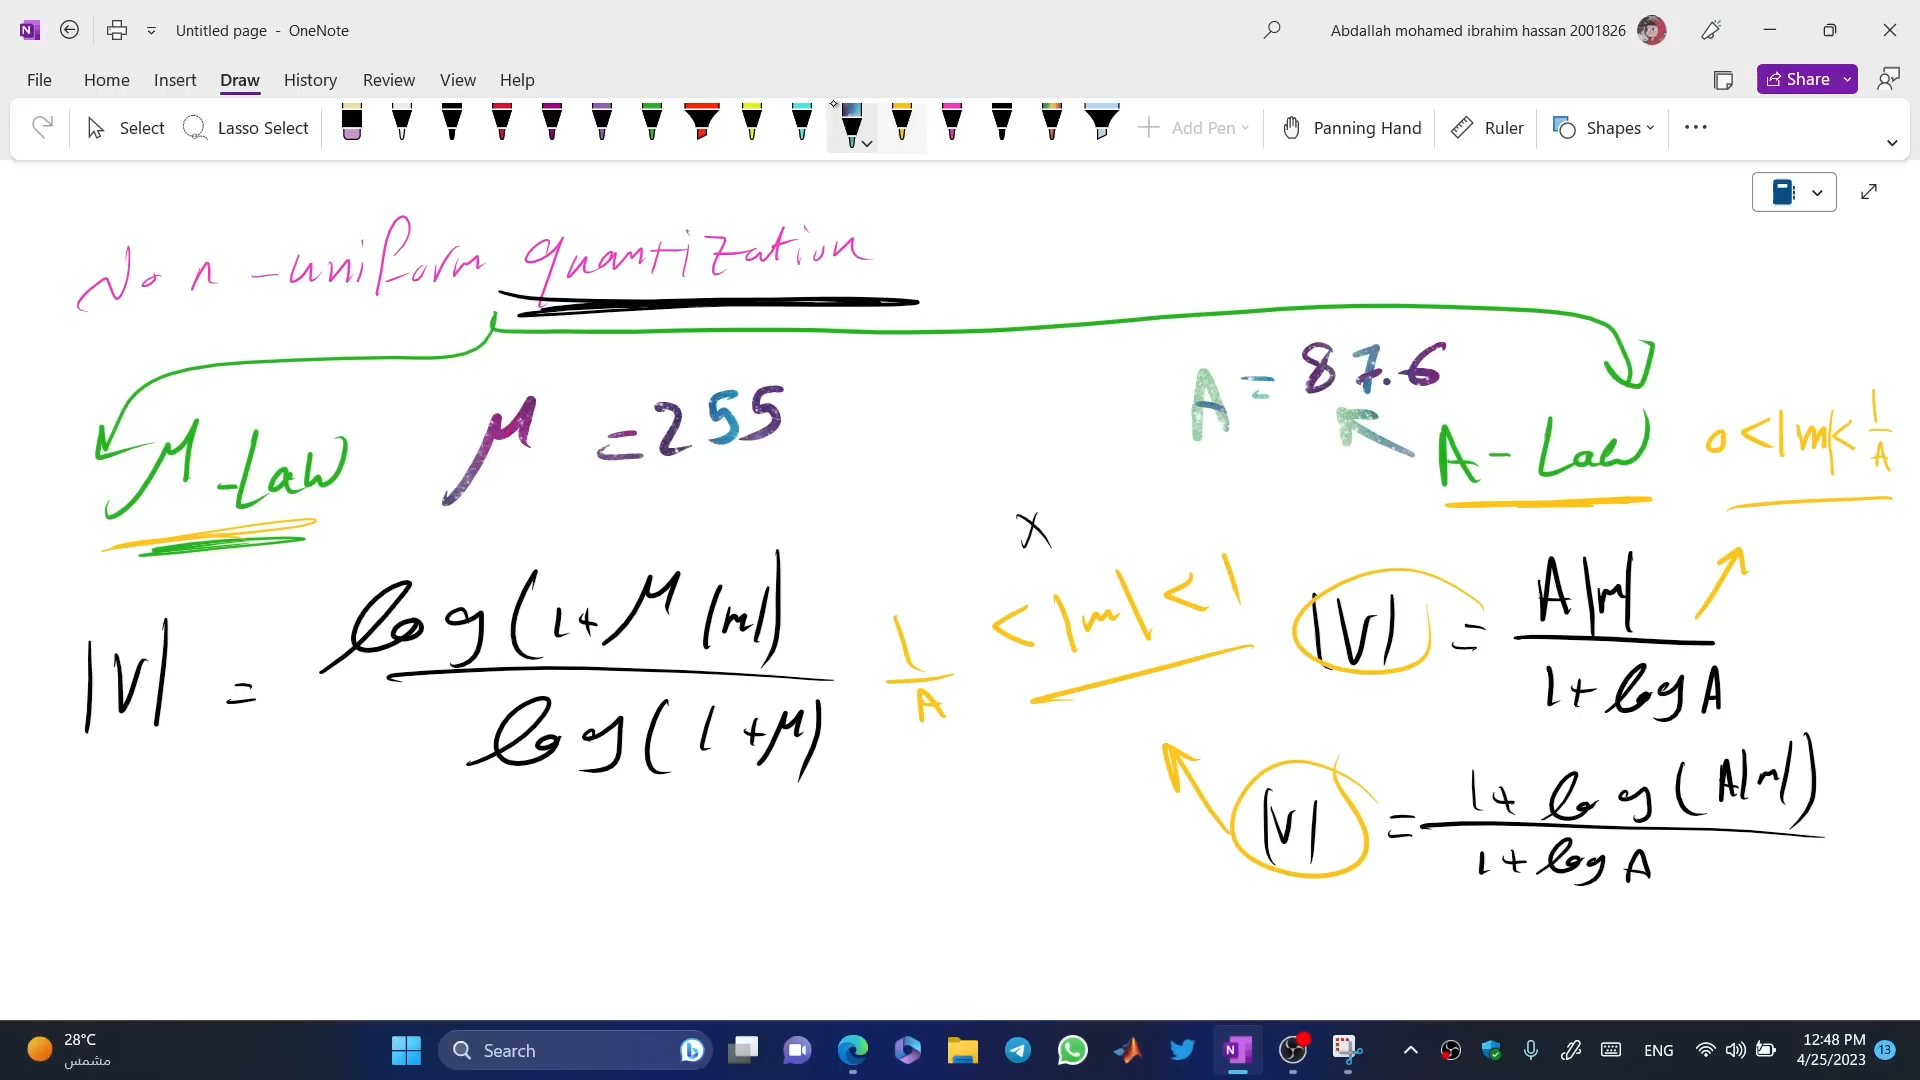 Untitled page - OneNote
Abdallah mohamed ibrahim hassan 2001826
File Home Insert Draw History Review View Help
Share
Select Lasso Select Add Pen Panning Hand Ruler Shapes
Non-uniform quantization
μ-Law
μ = 255
A = 87.6
A-Law
0 < |m| < 1/A
x
|V| = log(1+μ|m|) / log(1+μ)
1/A < |m| < 1
|V| = A|m| / 1+log A
|V| = 1+log(A|m|) / 1+log A
28°C
مشمس
Search
ENG
12:48 PM
4/25/2023
13